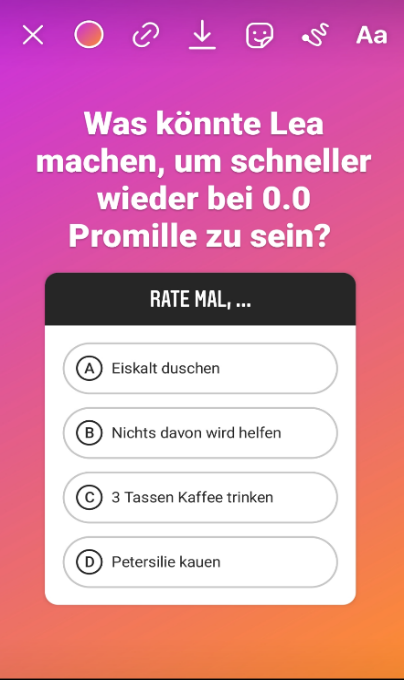 Aa
Was könnte Lea
machen, um schneller
wieder bei 0.0
Promille zu sein?
RATE MAL, ...
A Eiskalt duschen
B Nichts davon wird helfen
C 3 Tassen Kaffee trinken
D Petersilie kauen